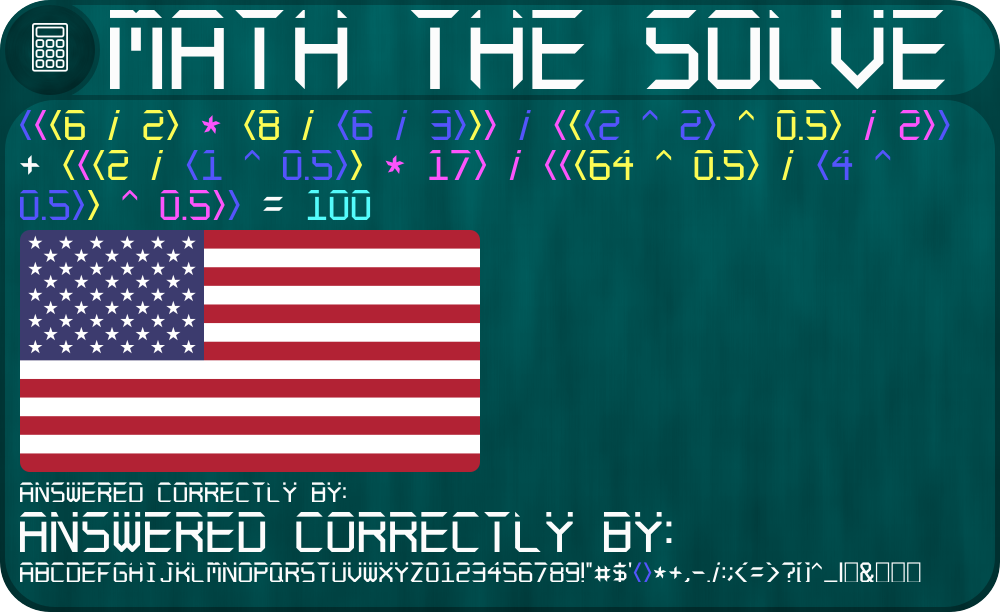 MATH THE SOLVE
(((6 / 2) * (8 / (6 / 3))) / (((2 ^ 2) ^ 0.5) / 2))
+ (((2 / (1 ^ 0.5)) * 17) / (((64 ^ 0.5) / (4 ^
0.5)) ^ 0.5)) = 100
ANSWERED CORRECTLY BY:
ANSWERED CORRECTLY BY:
ABCDEFGHIJKLMNOPQRSTUVWXYZ0123456789!"#$'()*+,-./:;<=>?[]^_|□&□□□